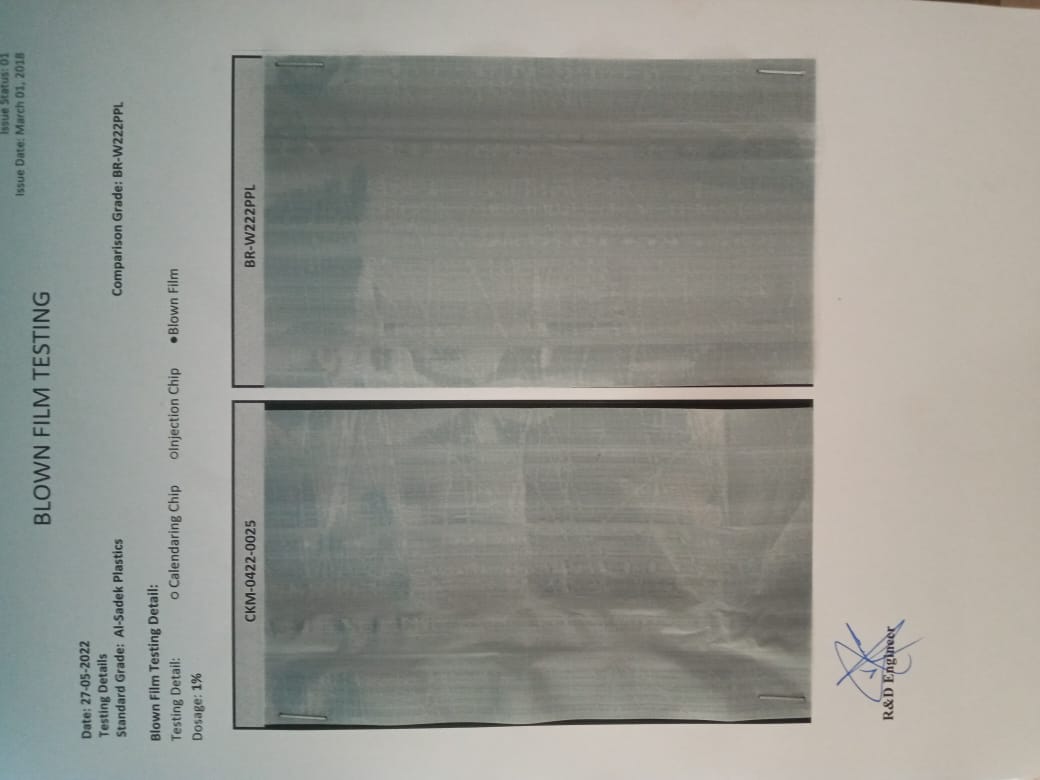 Issue Status: 01
Issue Date: March 01, 2018
BLOWN FILM TESTING
Date: 27-05-2022
Testing Details
Standard Grade: Al-Sadek Plastics Comparison Grade: BR-W222PPL
Blown Film Testing Detail:
Testing Detail: ○ Calendaring Chip ○Injection Chip ●Blown Film
Dosage: 1%
CKM-0422-0025 BR-W222PPL
R&D Engineer